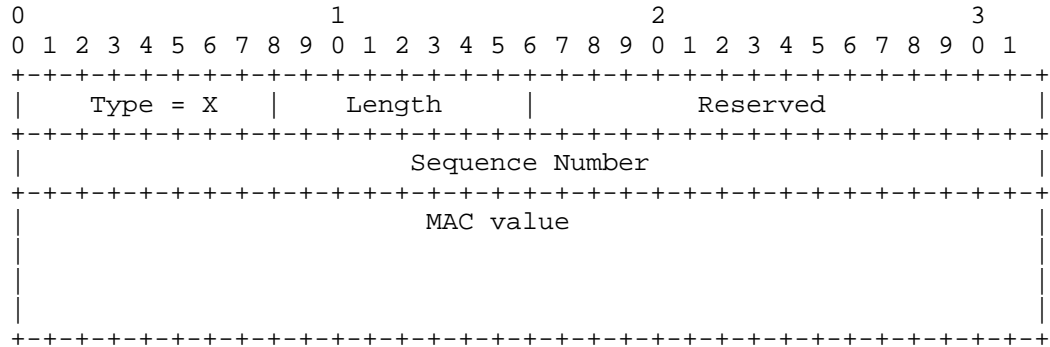 0                   1                   2                   3
0 1 2 3 4 5 6 7 8 9 0 1 2 3 4 5 6 7 8 9 0 1 2 3 4 5 6 7 8 9 0 1
+-+-+-+-+-+-+-+-+-+-+-+-+-+-+-+-+-+-+-+-+-+-+-+-+-+-+-+-+-+-+-+-+
|    Type = X   |    Length     |          Reserved             |
+-+-+-+-+-+-+-+-+-+-+-+-+-+-+-+-+-+-+-+-+-+-+-+-+-+-+-+-+-+-+-+-+
|                        Sequence Number                        |
+-+-+-+-+-+-+-+-+-+-+-+-+-+-+-+-+-+-+-+-+-+-+-+-+-+-+-+-+-+-+-+-+
|                         MAC value                             |
|                                                               |
|                                                               |
|                                                               |
+-+-+-+-+-+-+-+-+-+-+-+-+-+-+-+-+-+-+-+-+-+-+-+-+-+-+-+-+-+-+-+-+